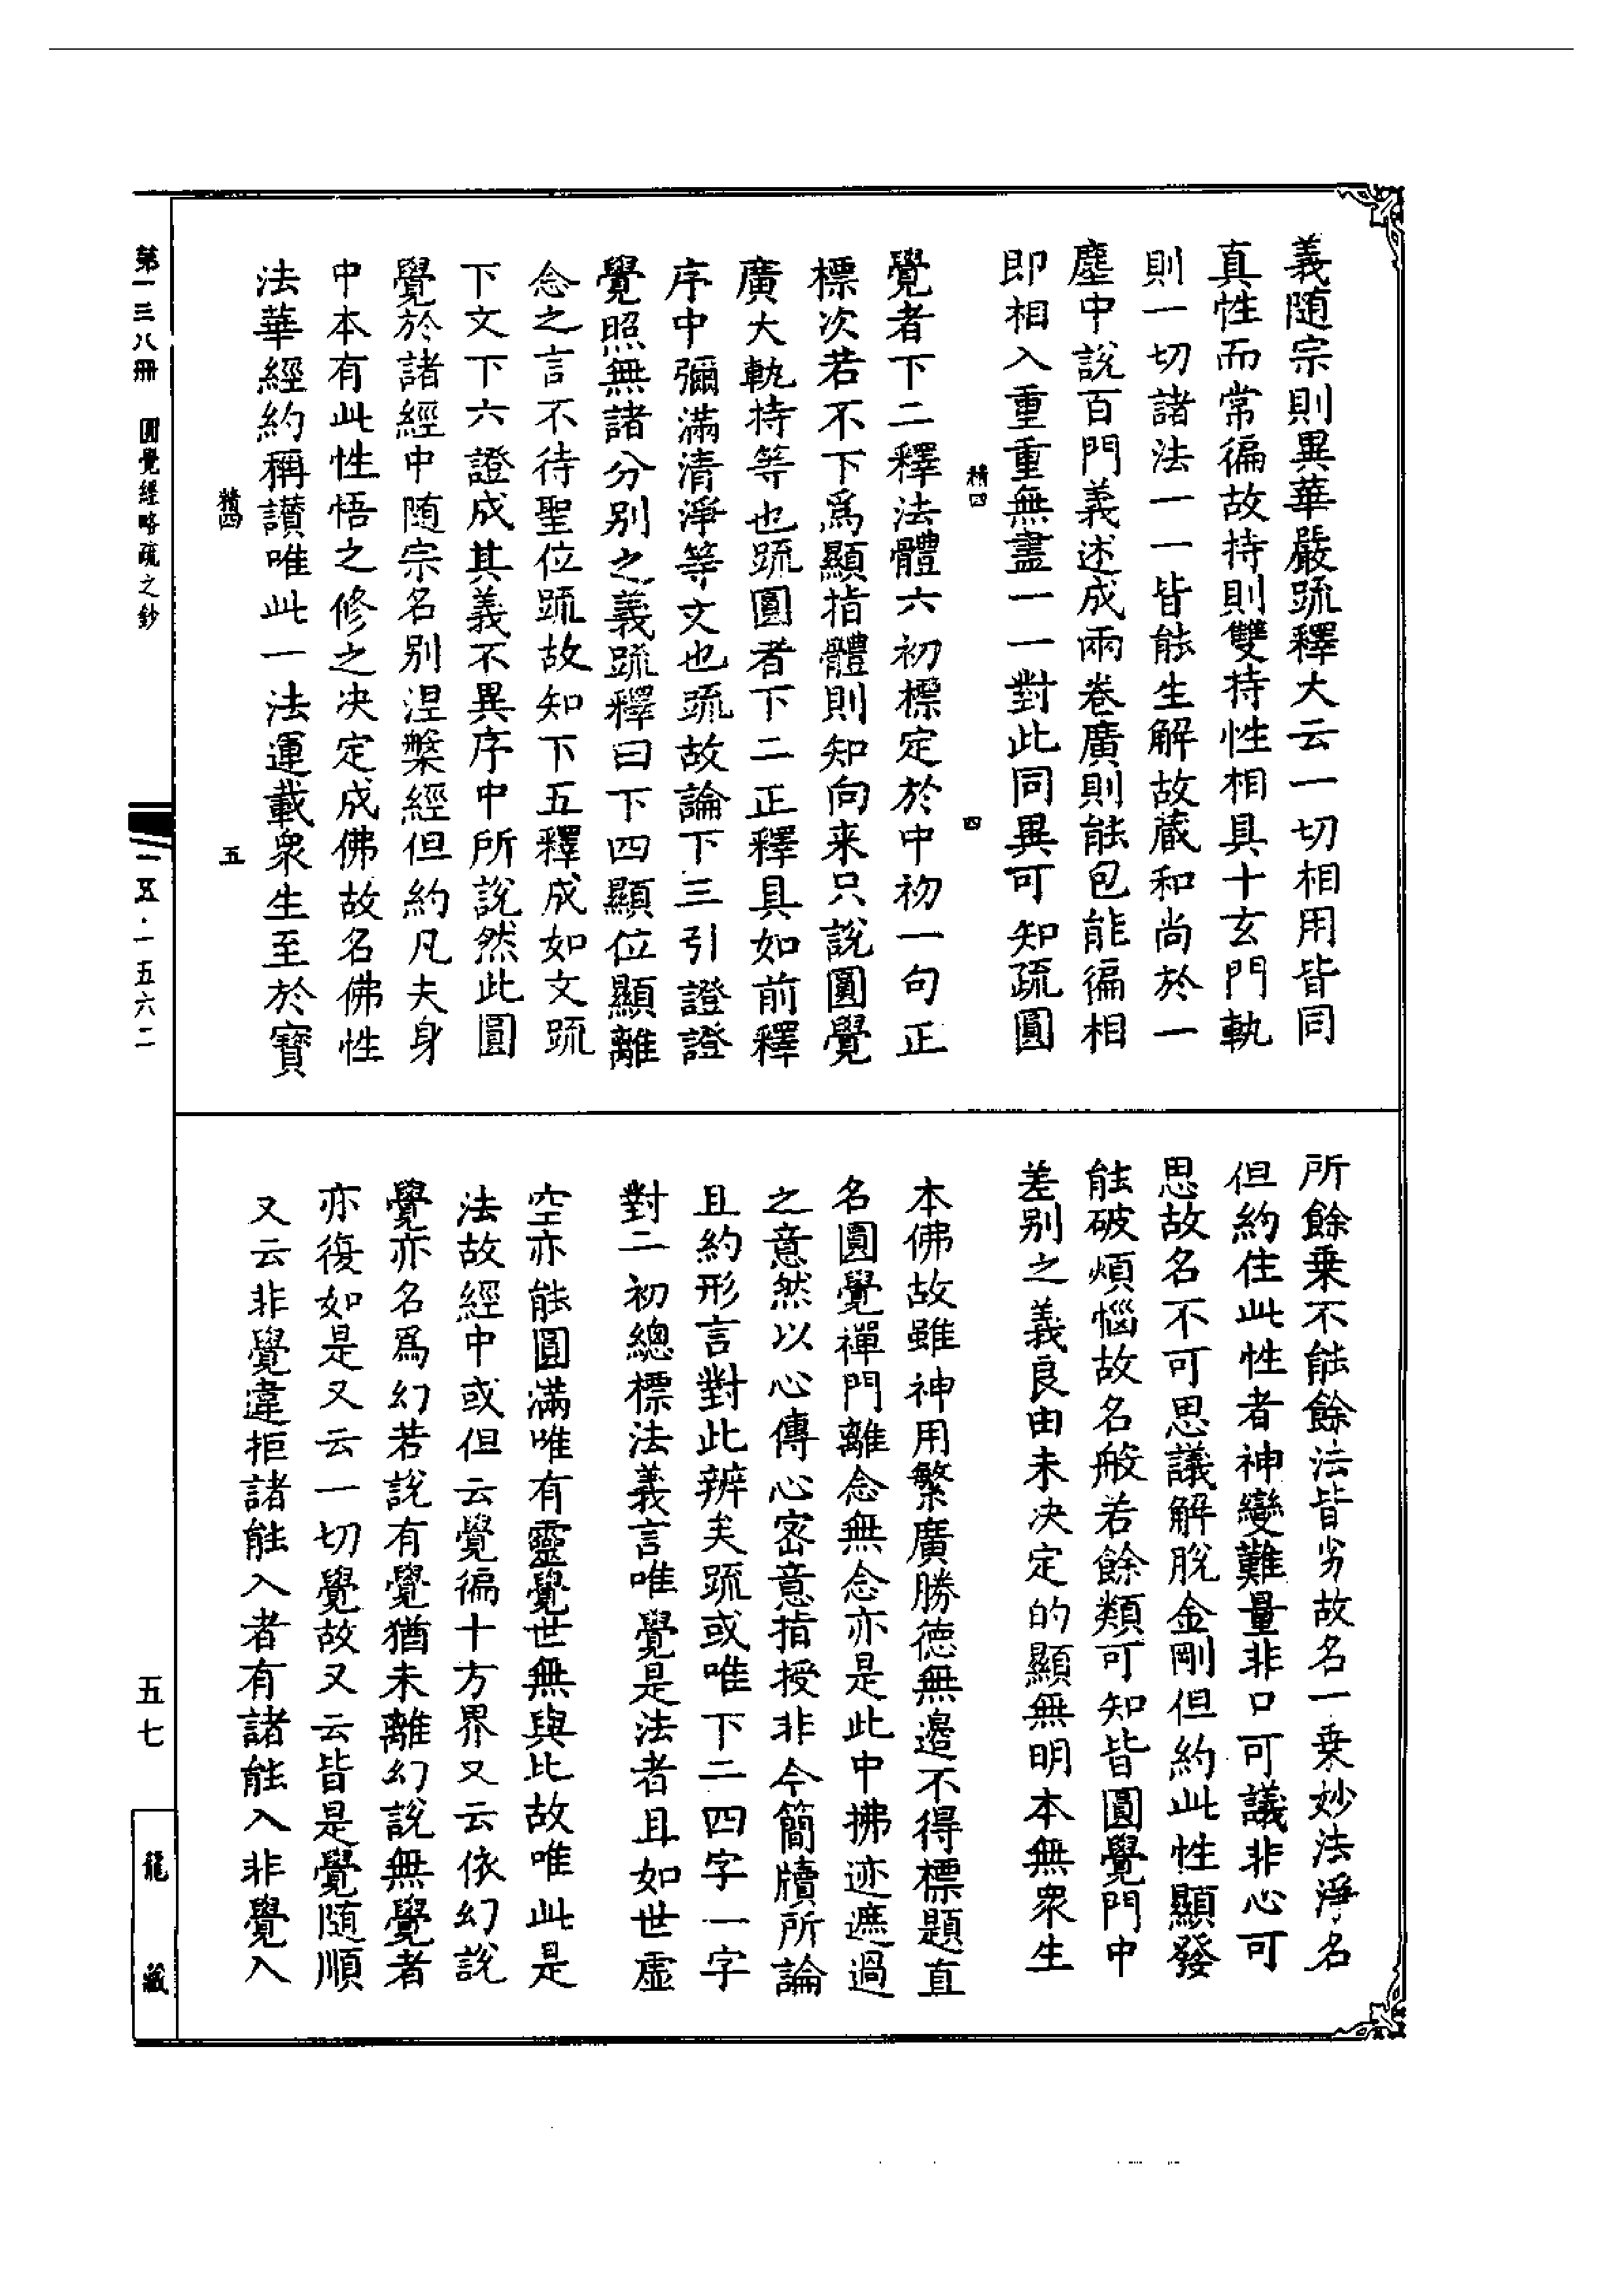 義随宗則異華嚴䟽釋大云一切相用皆同
真性而常徧故持則雙持性相具十玄門軌
則一切諸法一一皆能生解故藏和尚於一
塵中說百門義述成兩卷廣則能包能徧相
即相入重重無盡一一對此同異可知䟽圓
精四 四
覺者下二釋法體六初標定於中初一句正
標次若不下為顯指體則知向来只說圓覺
廣大軌持等也䟽圓者下二正釋具如前釋
序中彌滿清淨等文也䟽故論下三引證證
覺照無諸分別之義䟽釋曰下四顯位顯離
念之言不待聖位䟽故知下五釋成如文䟽
下文下六證成其義不異序中所說然此圓
覺於諸經中随宗名別涅槃經但約凡夫身
中本有此性悟之修之决定成佛故名佛性
法華經約稱讃唯此一法運載衆生至於寶
精四 五
所餘乗不能餘法皆劣故名一乗妙法淨名
但約住此性者神變難量非口可議非心可
思故名不可思議解脫金剛但約此性顯發
能破煩惱故名般若餘類可知皆圓覺門中
差别之義良由未决定的顯無明本無衆生
本佛故雖神用繁廣勝德無邊不得標題直
名圓覺禪門離念無念亦是此中拂迹遮過
之意然以心傳心密意指授非今簡牘所論
且約形言對此辨矣䟽或唯下二四字一字
對二初總標法義言唯覺是法者且如世虛
空亦能圓滿唯有靈覺世無與比故唯此是
法故經中或但云覺徧十方界又云依幻說
覺亦名爲幻若說有覺猶未離幻說無覺者
亦復如是又云一切覺故又云皆是覺隨順
又云非覺違拒諸能入者有諸能入非覺入
第一三八冊 圓覺經略疏之鈔
一五五·一五六二
五七
龍藏